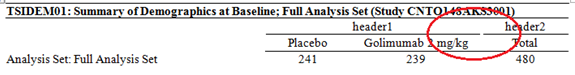 TSIDEM01: Summary of Demographics at Baseline; Full Analysis Set (Study CNTO148AKS3001)
header1 header2
Placebo Golimumab 2 mg/kg Total
Analysis Set: Full Analysis Set 241 239 480